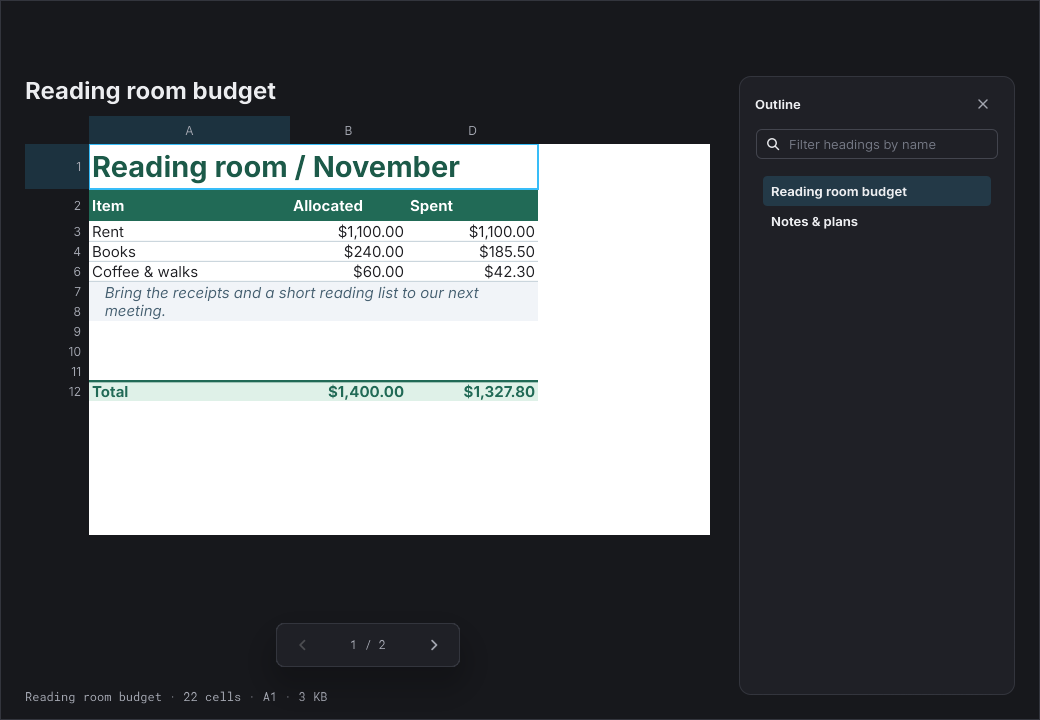 Reading room budget
A B D
1 Reading room / November
2 Item Allocated Spent
3 Rent $1,100.00 $1,100.00
4 Books $240.00 $185.50
6 Coffee & walks $60.00 $42.30
7 Bring the receipts and a short reading list to our next
8 meeting.
9
10
11
12 Total $1,400.00 $1,327.80
1 / 2
Reading room budget · 22 cells · A1 · 3 KB
Outline
Filter headings by name
Reading room budget
Notes & plans